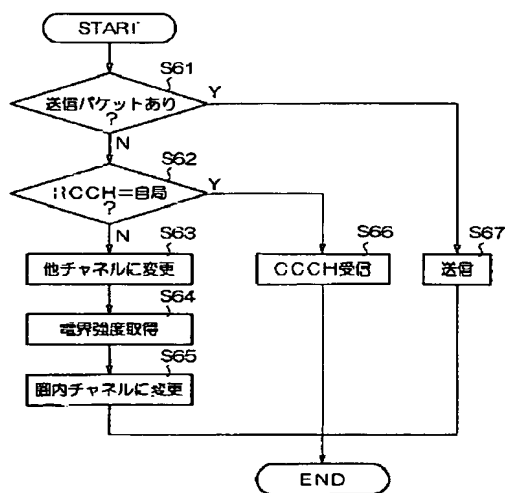 START
S61
送信パケットあり
?
Y
N
S62
RCCH=自局
?
Y
N
S63
他チャネルに変更
S66
CCCH受信
S67
送信
S64
電界強度取得
S65
圏内チャネルに変更
END